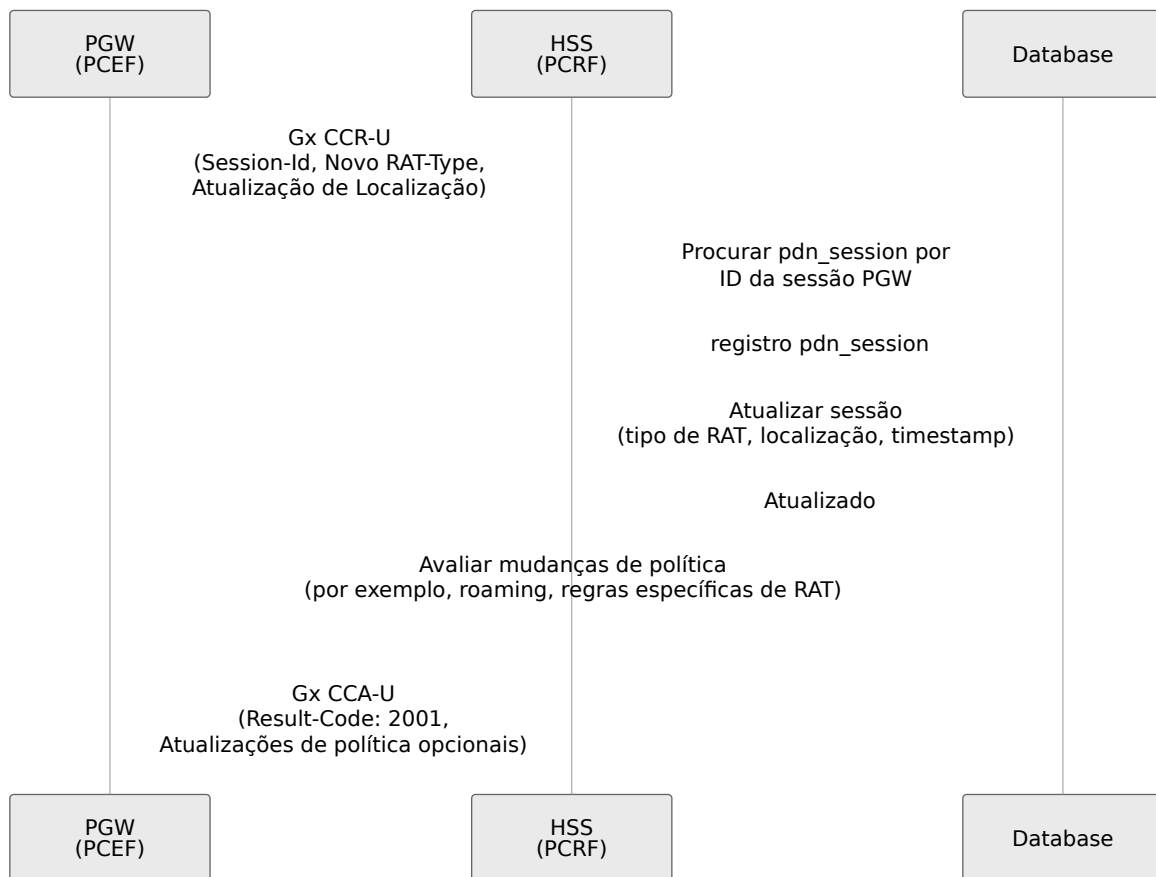 PGW
(PCEF)
HSS
(PCRF)
Database
Gx CCR-U
(Session-Id, Novo RAT-Type,
Atualização de Localização)
Procurar pdn_session por
ID da sessão PGW
registro pdn_session
Atualizar sessão
(tipo de RAT, localização, timestamp)
Atualizado
Avaliar mudanças de política
(por exemplo, roaming, regras específicas de RAT)
Gx CCA-U
(Result-Code: 2001,
Atualizações de política opcionais)
PGW
(PCEF)
HSS
(PCRF)
Database